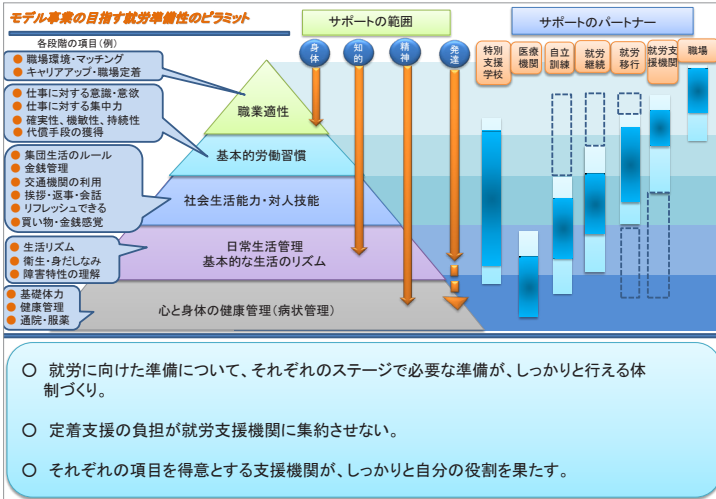 モデル事業の目指す就労準備性のピラミット
サポートの範囲
サポートのパートナー
各段階の項目(例)
身体
知的
精神
発達
特別支援学校
医療機関
自立訓練
就労継続
就労移行
就労支援機関
職場
● 職場環境・マッチング
● キャリアアップ・職場定着
● 仕事に対する意識・意欲
● 仕事に対する集中力
● 確実性、機敏性、持続性
● 代償手段の獲得
● 集団生活のルール
● 金銭管理
● 交通機関の利用
● 挨拶・返事・会話
● リフレッシュできる
● 買い物・金銭感覚
● 生活リズム
● 衛生・身だしなみ
● 障害特性の理解
● 基礎体力
● 健康管理
● 通院・服薬
職業適性
基本的労働習慣
社会生活能力・対人技能
日常生活管理
基本的な生活のリズム
心と身体の健康管理(病状管理)
○ 就労に向けた準備について、それぞれのステージで必要な準備が、しっかりと行える体
制づくり。
○ 定着支援の負担が就労支援機関に集約させない。
○ それぞれの項目を得意とする支援機関が、しっかりと自分の役割を果たす。